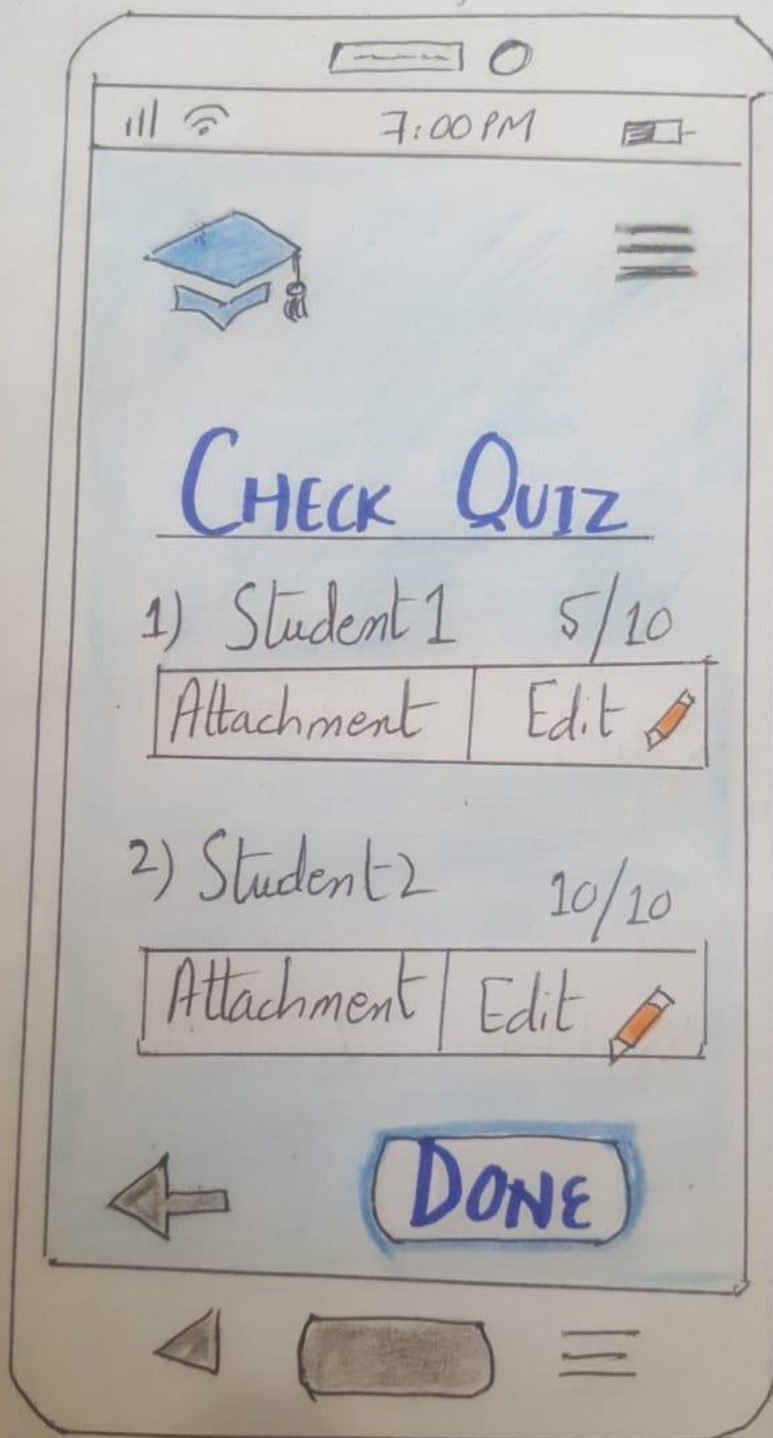 7:00 PM
CHECK QUIZ
1) Student 1 5/10
Attachment Edit
2) Student 2 10/10
Attachment Edit
DONE